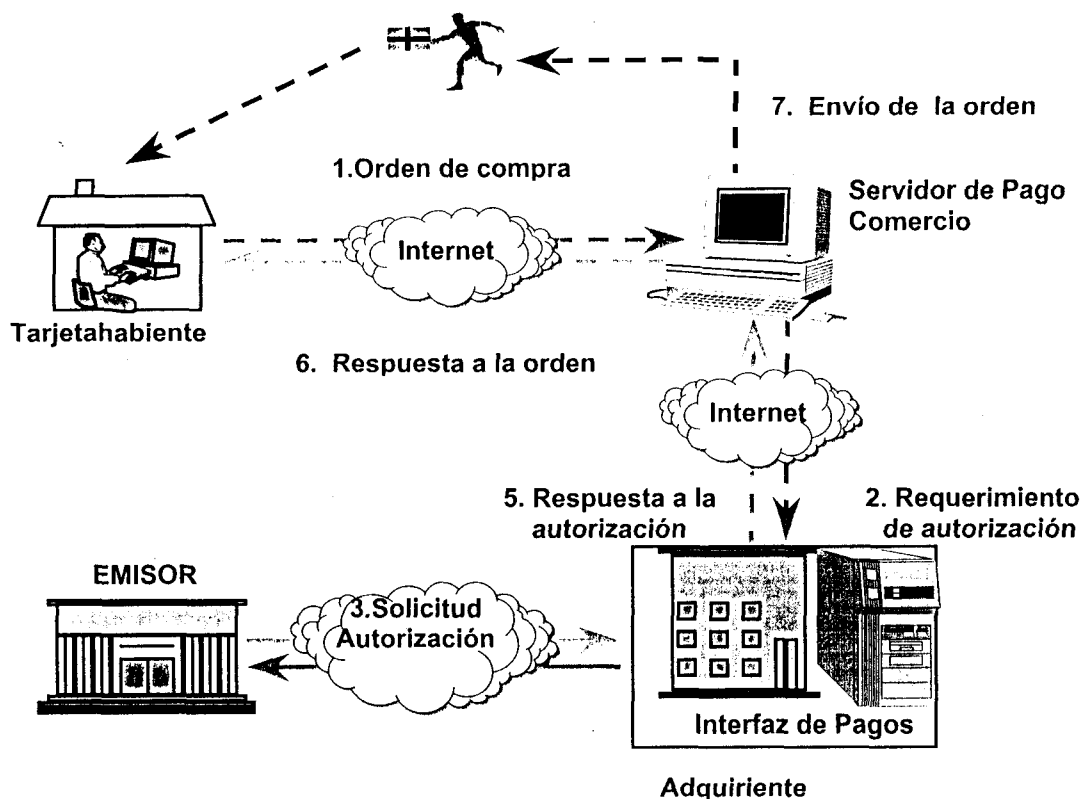 7. Envío de la orden
1.Orden de compra
Servidor de Pago
Comercio
Internet
Tarjetahabiente
6. Respuesta a la orden
Internet
5. Respuesta a la
autorización
2. Requerimiento
de autorización
EMISOR
3.Solicitud
Autorización
Interfaz de Pagos
Adquiriente